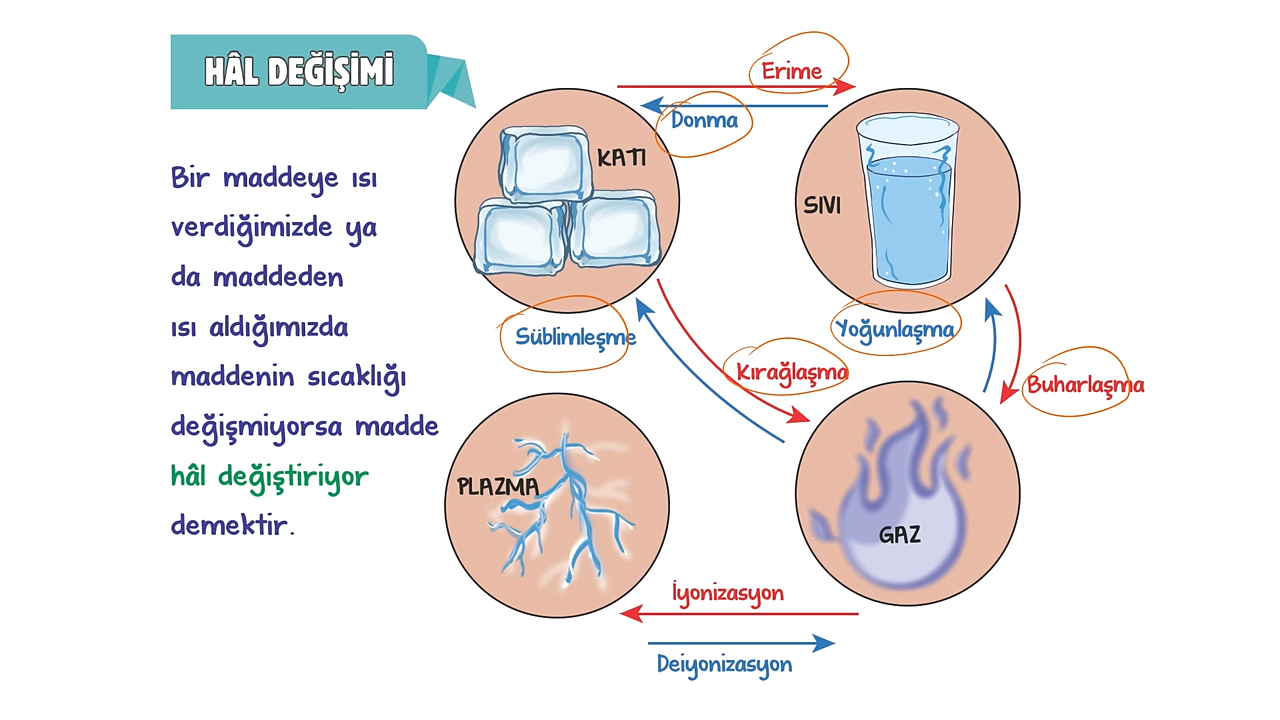 HÂL DEĞİŞİMİ
Bir maddeye ısı
verdiğimizde ya
da maddeden
ısı aldığımızda
maddenin sıcaklığı
değişmiyorsa madde
hâl değiştiriyor
demektir.
Erime
Donma
KATI
SIVI
Süblimleşme
Yoğunlaşma
Kırağlaşma
Buharlaşma
PLAZMA
GAZ
İyonizasyon
Deiyonizasyon